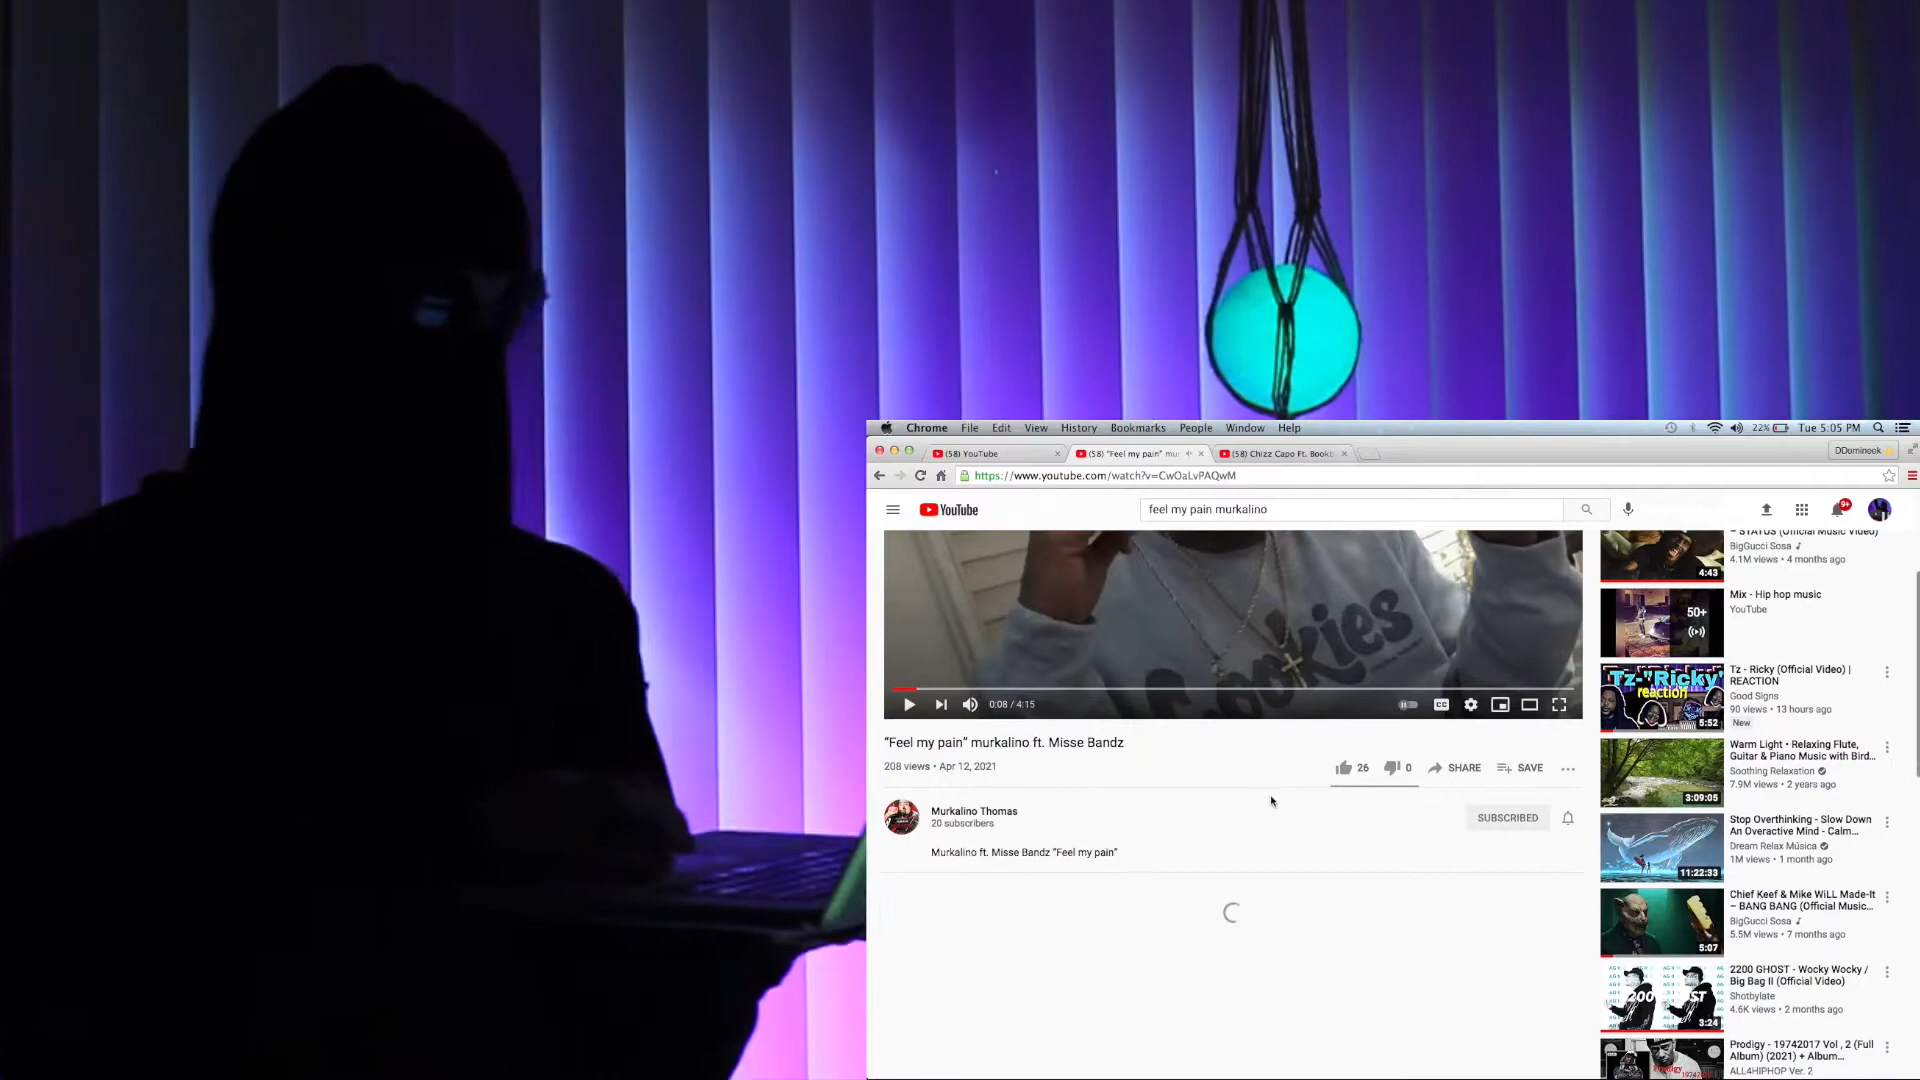 Chrome File Edit View History Bookmarks People Window Help
22% Tue 5:05 PM
(58) YouTube
(58) "Feel my pain" mur
(58) Chizz Capo Ft. Bookb
DDomineek
https://www.youtube.com/watch?v=CwOaLvPAQwM
YouTube
feel my pain murkalino
9+
Cookies
0:08 / 4:15
CC
“Feel my pain” murkalino ft. Misse Bandz
208 views • Apr 12, 2021
26
0
SHARE
SAVE
Murkalino Thomas
20 subscribers
SUBSCRIBED
Murkalino ft. Misse Bandz “Feel my pain”
– STATUS (Official Music Video)
BigGucci Sosa
4.1M views • 4 months ago
4:43
Mix - Hip hop music
YouTube
50+
Tz-"Ricky"
reaction
5:52
Tz - Ricky (Official Video) |
REACTION
Good Signs
90 views • 13 hours ago
New
Warm Light • Relaxing Flute,
Guitar & Piano Music with Bird...
Soothing Relaxation
7.9M views • 2 years ago
3:09:05
Stop Overthinking - Slow Down
An Overactive Mind - Calm...
Dream Relax Música
1M views • 1 month ago
11:22:33
Chief Keef & Mike WiLL Made-It
– BANG BANG (Official Music...
BigGucci Sosa
5.5M views • 7 months ago
5:07
2200 GHOST - Wocky Wocky /
Big Bag II (Official Video)
Shotbylate
4.6K views • 2 months ago
3:24
Prodigy - 19742017 Vol , 2 (Full
Album) (2021) + Album...
ALL4HIPHOP Ver. 2